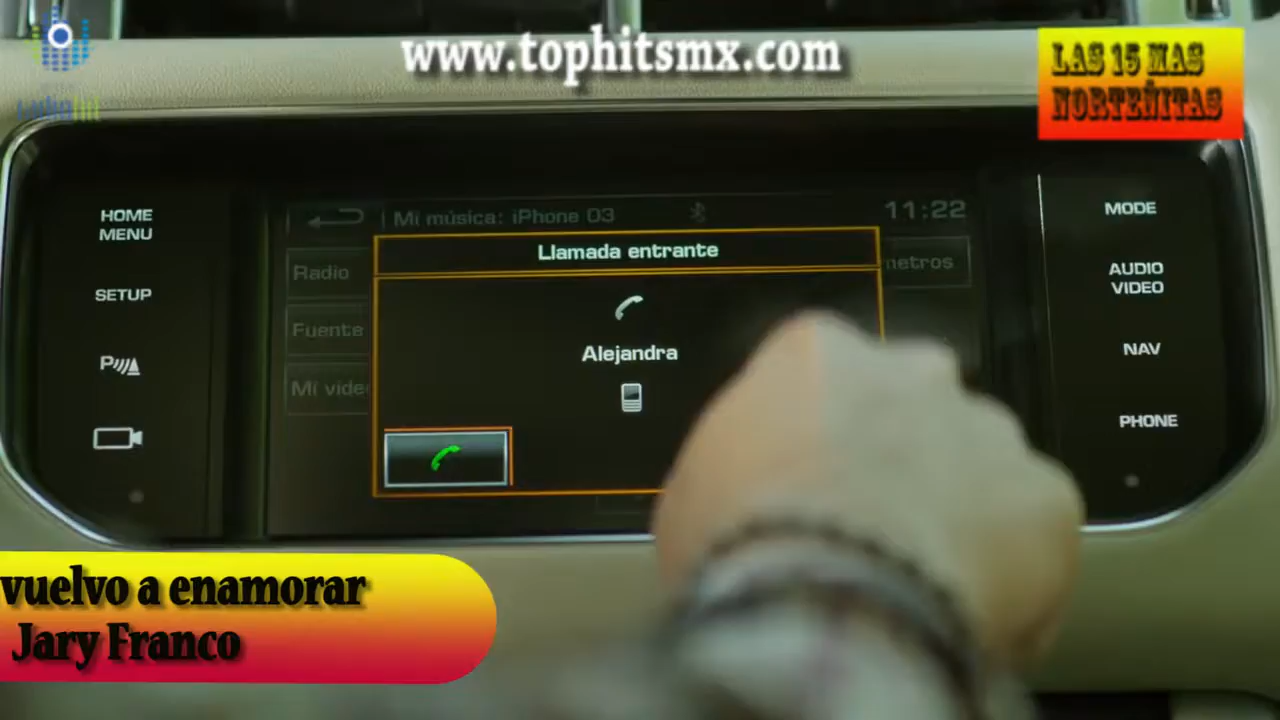 www.tophitsmx.com
LAS 15 MAS
NORTEÑITAS
HOME
MENU
SETUP
P
Mi música: iPhone 03
11:22
Llamada entrante
Radio
Fuente
Alejandra
MODE
AUDIO
VIDEO
NAV
PHONE
vuelvo a enamorar
Jary Franco